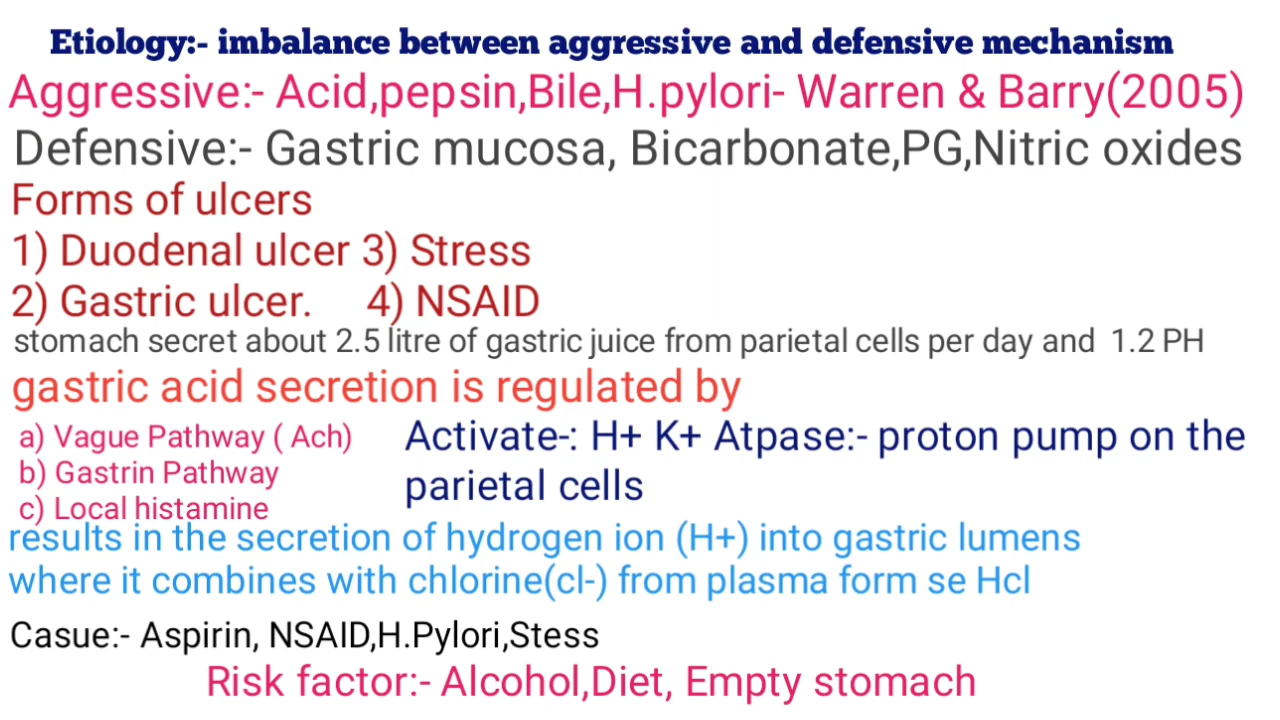 Etiology:- imbalance between aggressive and defensive mechanism
Aggressive:- Acid,pepsin,Bile,H.pylori- Warren & Barry(2005)
Defensive:- Gastric mucosa, Bicarbonate,PG,Nitric oxides
Forms of ulcers
1) Duodenal ulcer 3) Stress
2) Gastric ulcer. 4) NSAID
stomach secret about 2.5 litre of gastric juice from parietal cells per day and 1.2 PH
gastric acid secretion is regulated by
a) Vague Pathway ( Ach)
b) Gastrin Pathway
c) Local histamine
Activate-: H+ K+ Atpase:- proton pump on the
parietal cells
results in the secretion of hydrogen ion (H+) into gastric lumens
where it combines with chlorine(cl-) from plasma form se Hcl
Casue:- Aspirin, NSAID,H.Pylori,Stess
Risk factor:- Alcohol,Diet, Empty stomach